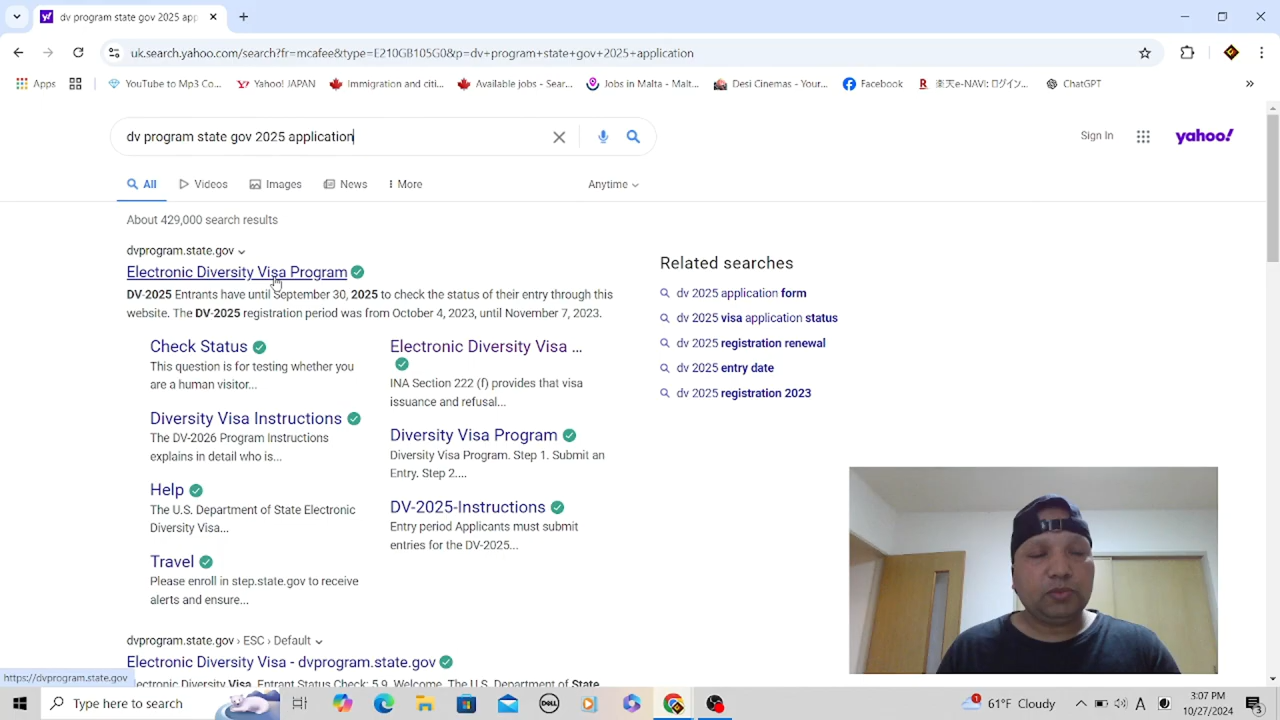 dv program state gov 2025 app
uk.search.yahoo.com/search?fr=mcafee&type=E210GB105G0&p=dv+program+state+gov+2025+application
Apps
YouTube to Mp3 Co...
Yahoo! JAPAN
Immigration and citi...
Available jobs - Sear...
Jobs in Malta - Malt...
Desi Cinemas - Your...
Facebook
楽天e-NAVI: ログイン...
ChatGPT
dv program state gov 2025 application
Sign In
yahoo!
All
Videos
Images
News
More
Anytime
About 429,000 search results
dvprogram.state.gov
Electronic Diversity Visa Program
DV-2025 Entrants have until September 30, 2025 to check the status of their entry through this
website. The DV-2025 registration period was from October 4, 2023, until November 7, 2023.
Check Status
This question is for testing whether you
are a human visitor...
Diversity Visa Instructions
The DV-2026 Program Instructions
explains in detail who is...
Help
The U.S. Department of State Electronic
Diversity Visa...
Travel
Please enroll in step.state.gov to receive
alerts and ensure...
Electronic Diversity Visa ...
INA Section 222 (f) provides that visa
issuance and refusal...
Diversity Visa Program
Diversity Visa Program. Step 1. Submit an
Entry. Step 2....
DV-2025-Instructions
Entry period Applicants must submit
entries for the DV-2025...
Related searches
dv 2025 application form
dv 2025 visa application status
dv 2025 registration renewal
dv 2025 entry date
dv 2025 registration 2023
dvprogram.state.gov › ESC › Default
Electronic Diversity Visa - dvprogram.state.gov
Electronic Diversity Visa. Entrant Status Check: 5.9. Welcome. The U.S. Department of State
https://dvprogram.state.gov
Type here to search
DELL
1
61°F Cloudy
A
3:07 PM
10/27/2024
3